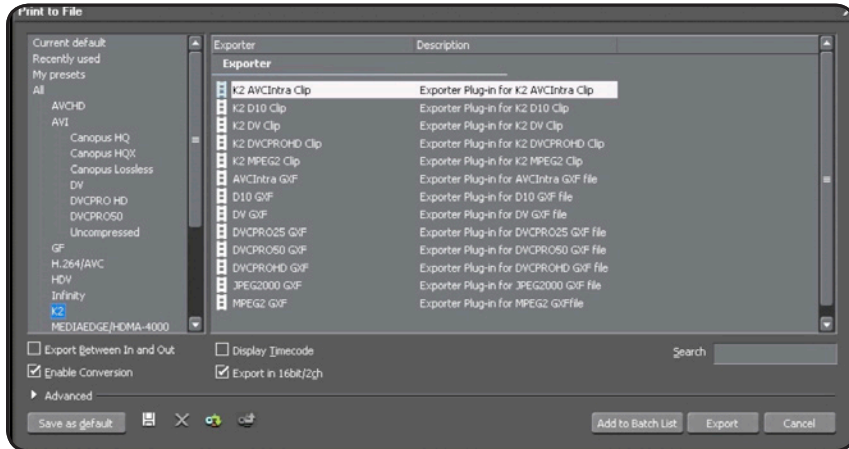 Print to File
Current default
Recently used
My presets
All
AVCHD
AVI
Canopus HQ
Canopus HQX
Canopus Lossless
DV
DVCPRO HD
DVCPRO50
Uncompressed
GF
H.264/AVC
HDV
Infinity
K2
MEDIAEDGE/HDMA-4000
Exporter Description
Exporter
K2 AVCIntra Clip Exporter Plug-in for K2 AVCIntra Clip
K2 D10 Clip Exporter Plug-in for K2 D10 Clip
K2 DV Clip Exporter Plug-in for K2 DV Clip
K2 DVCPROHD Clip Exporter Plug-in for K2 DVCPROHD Clip
K2 MPEG2 Clip Exporter Plug-in for K2 MPEG2 Clip
AVCIntra GXF Exporter Plug-in for AVCIntra GXF file
D10 GXF Exporter Plug-in for D10 GXF file
DV GXF Exporter Plug-in for DV GXF file
DVCPRO25 GXF Exporter Plug-in for DVCPRO25 GXF file
DVCPRO50 GXF Exporter Plug-in for DVCPRO50 GXF file
DVCPROHD GXF Exporter Plug-in for DVCPROHD GXF file
JPEG2000 GXF Exporter Plug-in for JPEG2000 GXF file
MPEG2 GXF Exporter Plug-in for MPEG2 GXFfile
Export Between In and Out Display Timecode Search
Enable Conversion Export in 16bit/2ch
Advanced
Save as default Add to Batch List Export Cancel